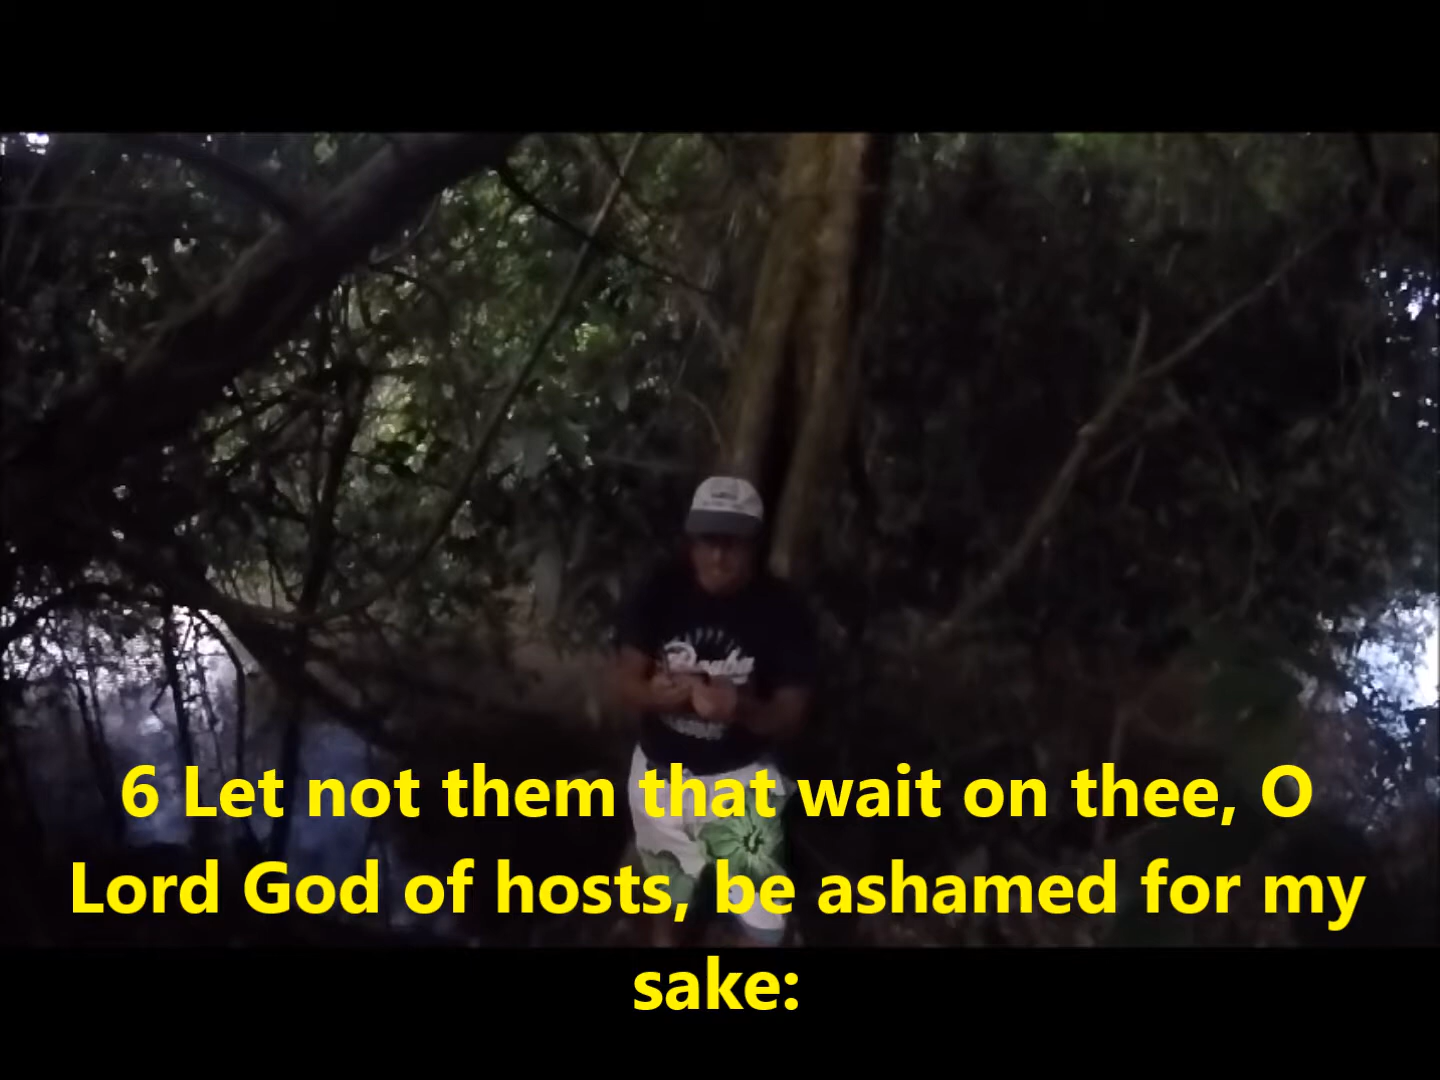 6 Let not them that wait on thee, O
Lord God of hosts, be ashamed for my
sake: